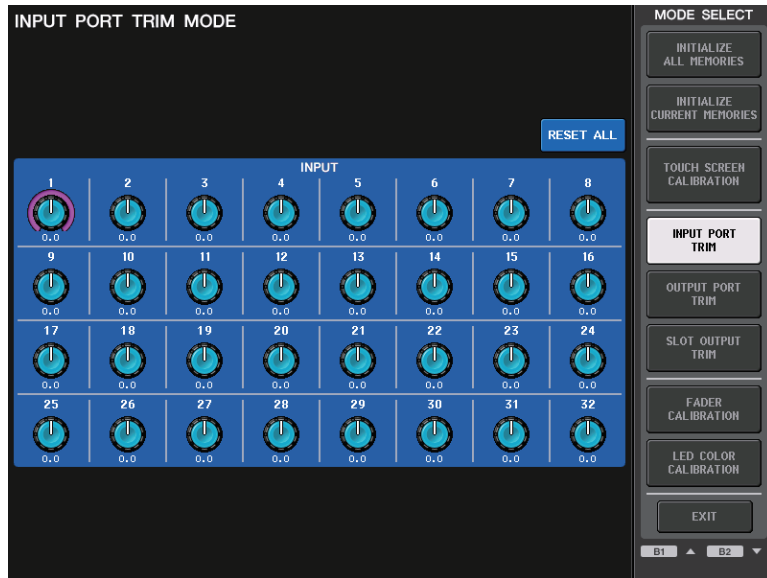 INPUT PORT TRIM MODE
RESET ALL
INPUT
1 2 3 4 5 6 7 8
0.0 0.0 0.0 0.0 0.0 0.0 0.0 0.0
9 10 11 12 13 14 15 16
0.0 0.0 0.0 0.0 0.0 0.0 0.0 0.0
17 18 19 20 21 22 23 24
0.0 0.0 0.0 0.0 0.0 0.0 0.0 0.0
25 26 27 28 29 30 31 32
0.0 0.0 0.0 0.0 0.0 0.0 0.0 0.0
MODE SELECT
INITIALIZE
ALL MEMORIES
INITIALIZE
CURRENT MEMORIES
TOUCH SCREEN
CALIBRATION
INPUT PORT
TRIM
OUTPUT PORT
TRIM
SLOT OUTPUT
TRIM
FADER
CALIBRATION
LED COLOR
CALIBRATION
EXIT
B1 ▲ B2 ▼